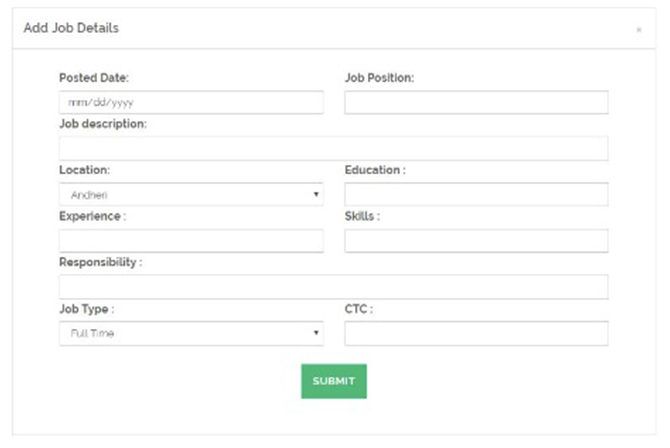 Add Job Details ×
Posted Date: Job Position:
mm/dd/yyyy
Job description:
Location: Education :
Andheri
Experience : Skills :
Responsibility :
Job Type : CTC :
Full Time
SUBMIT